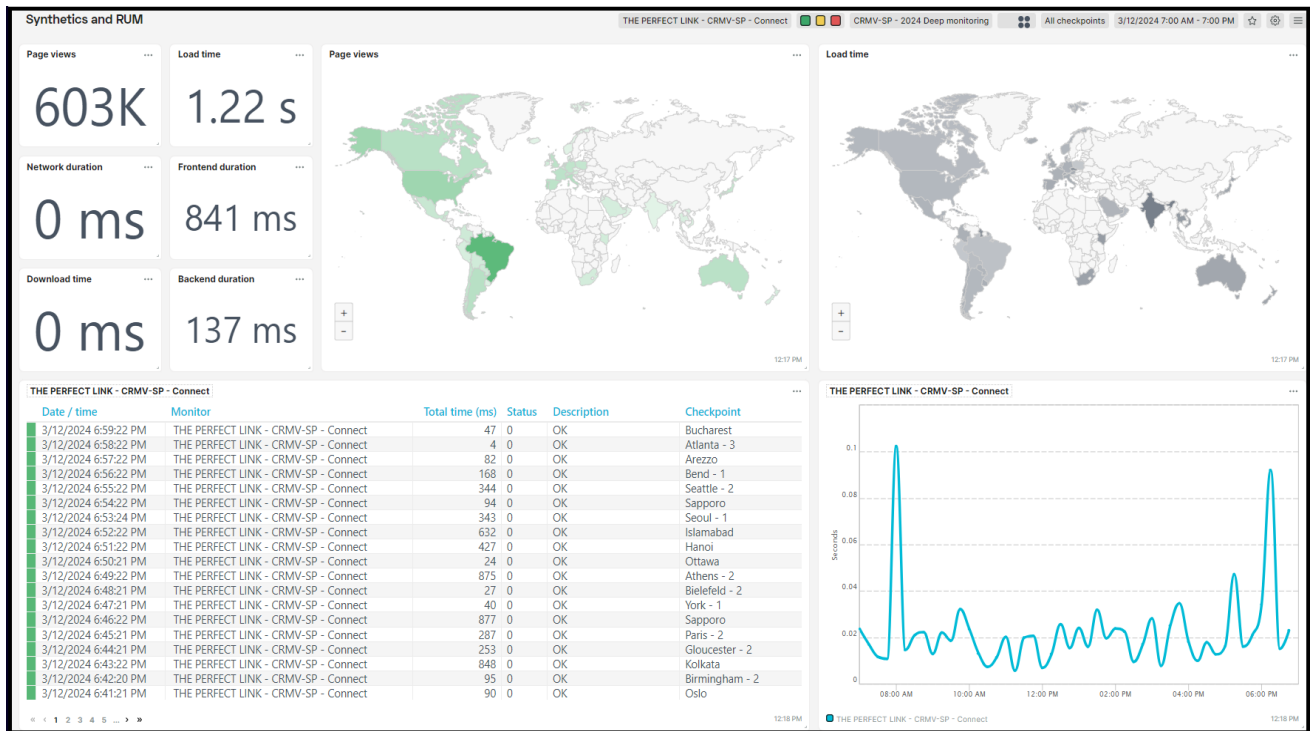 Synthetics and RUM
THE PERFECT LINK - CRMV-SP - Connect
CRMV-SP - 2024 Deep monitoring
All checkpoints
3/12/2024 7:00 AM - 7:00 PM
Page views
603K
Load time
1.22 s
Network duration
0 ms
Frontend duration
841 ms
Download time
0 ms
Backend duration
137 ms
Page views
+
−
12:17 PM
Load time
+
−
12:17 PM
THE PERFECT LINK - CRMV-SP - Connect
Date / time Monitor Total time (ms) Status Description Checkpoint
3/12/2024 6:59:22 PM THE PERFECT LINK - CRMV-SP - Connect 47 0 OK Bucharest
3/12/2024 6:58:22 PM THE PERFECT LINK - CRMV-SP - Connect 4 0 OK Atlanta - 3
3/12/2024 6:57:22 PM THE PERFECT LINK - CRMV-SP - Connect 82 0 OK Arezzo
3/12/2024 6:56:22 PM THE PERFECT LINK - CRMV-SP - Connect 168 0 OK Bend - 1
3/12/2024 6:55:22 PM THE PERFECT LINK - CRMV-SP - Connect 344 0 OK Seattle - 2
3/12/2024 6:54:22 PM THE PERFECT LINK - CRMV-SP - Connect 94 0 OK Sapporo
3/12/2024 6:53:24 PM THE PERFECT LINK - CRMV-SP - Connect 343 0 OK Seoul - 1
3/12/2024 6:52:22 PM THE PERFECT LINK - CRMV-SP - Connect 632 0 OK Islamabad
3/12/2024 6:51:22 PM THE PERFECT LINK - CRMV-SP - Connect 427 0 OK Hanoi
3/12/2024 6:50:21 PM THE PERFECT LINK - CRMV-SP - Connect 24 0 OK Ottawa
3/12/2024 6:49:22 PM THE PERFECT LINK - CRMV-SP - Connect 875 0 OK Athens - 2
3/12/2024 6:48:21 PM THE PERFECT LINK - CRMV-SP - Connect 27 0 OK Bielefeld - 2
3/12/2024 6:47:21 PM THE PERFECT LINK - CRMV-SP - Connect 40 0 OK York - 1
3/12/2024 6:46:22 PM THE PERFECT LINK - CRMV-SP - Connect 877 0 OK Sapporo
3/12/2024 6:45:21 PM THE PERFECT LINK - CRMV-SP - Connect 287 0 OK Paris - 2
3/12/2024 6:44:21 PM THE PERFECT LINK - CRMV-SP - Connect 253 0 OK Gloucester - 2
3/12/2024 6:43:22 PM THE PERFECT LINK - CRMV-SP - Connect 840 0 OK Kolkata
3/12/2024 6:42:20 PM THE PERFECT LINK - CRMV-SP - Connect 93 0 OK Birmingham - 2
3/12/2024 6:41:21 PM THE PERFECT LINK - CRMV-SP - Connect 90 0 OK Oslo
« ‹ 1 2 3 4 5 ... › »
12:18 PM
THE PERFECT LINK - CRMV-SP - Connect
Seconds
0.1
0.08
0.06
0.04
0.02
0
08:00 AM 10:00 AM 12:00 PM 02:00 PM 04:00 PM 06:00 PM
THE PERFECT LINK - CRMV-SP - Connect
12:18 PM